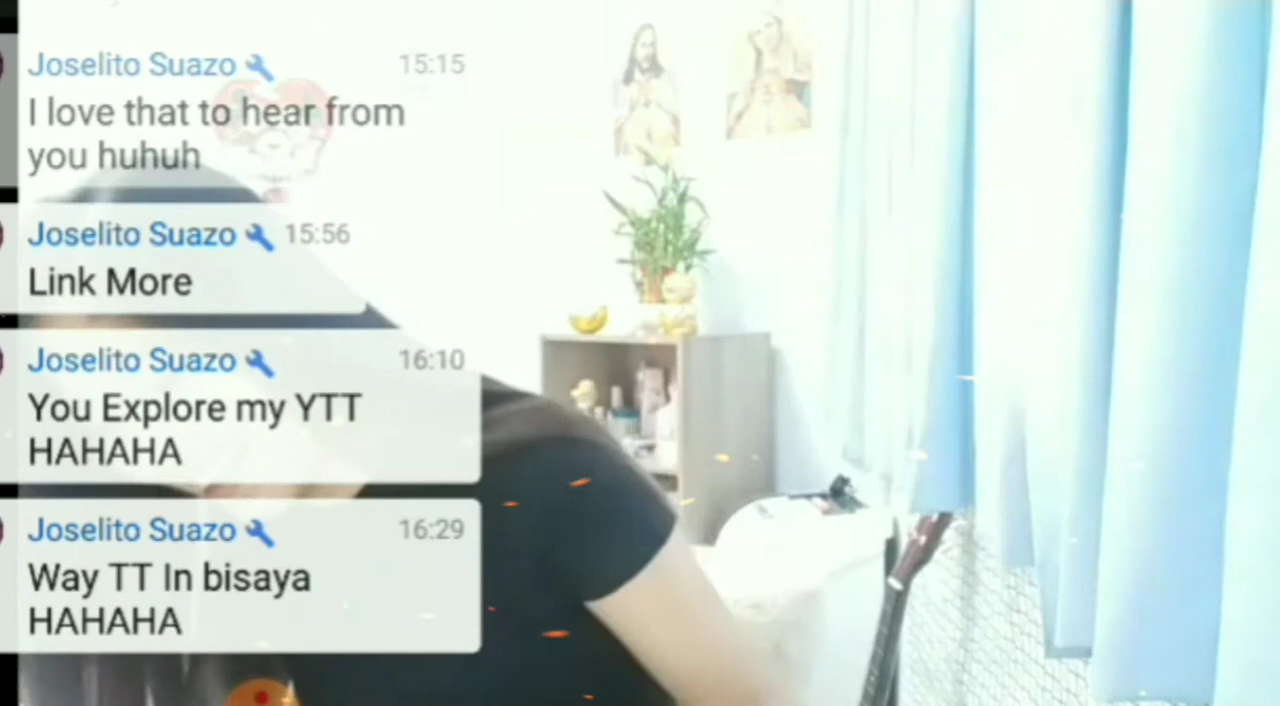 Joselito Suazo 15:15
I love that to hear from
you huhuh
Joselito Suazo 15:56
Link More
Joselito Suazo 16:10
You Explore my YTT
HAHAHA
Joselito Suazo 16:29
Way TT In bisaya
HAHAHA